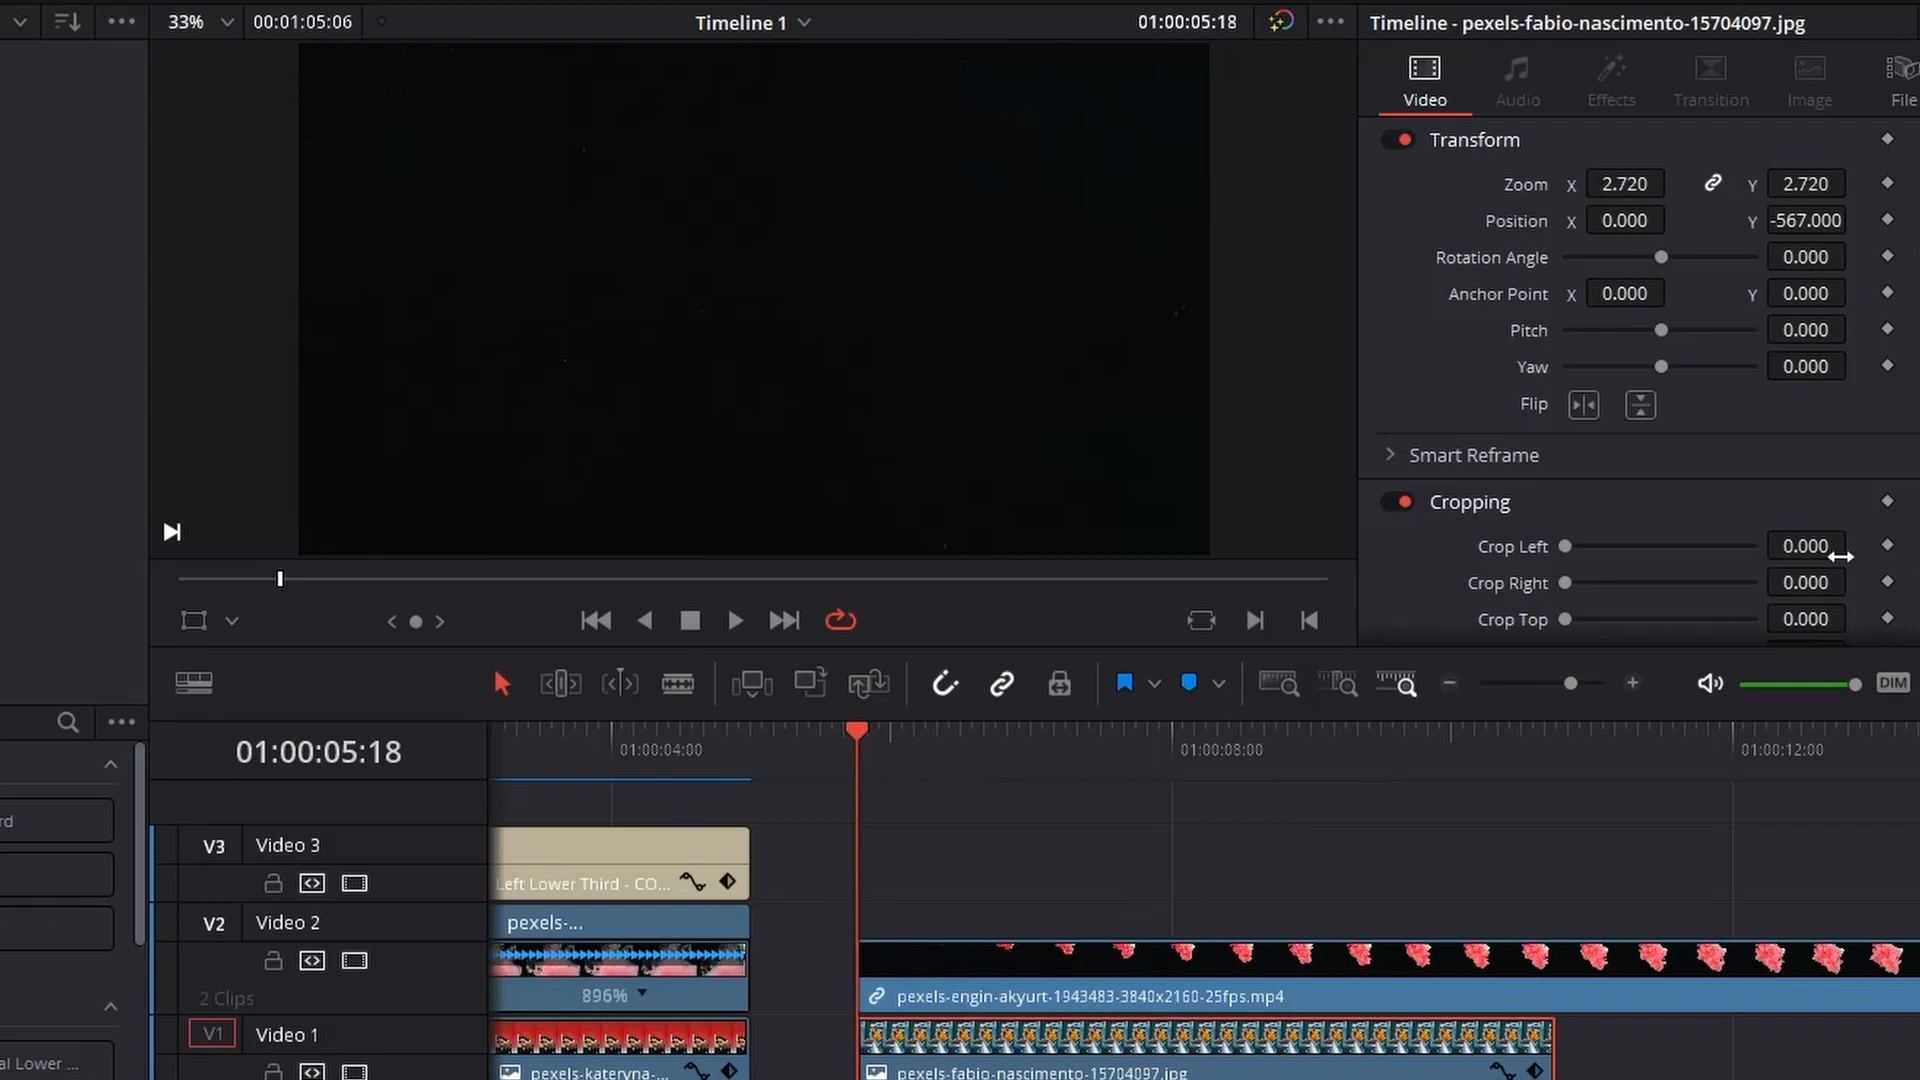 33%
00:01:05:06
Timeline 1
01:00:05:18
Timeline - pexels-fabio-nascimento-15704097.jpg
Video
Audio
Effects
Transition
Image
File
Transform
Zoom X 2.720 Y 2.720
Position X 0.000 Y -567.000
Rotation Angle 0.000
Anchor Point X 0.000 Y 0.000
Pitch 0.000
Yaw 0.000
Flip
Smart Reframe
Cropping
Crop Left 0.000
Crop Right 0.000
Crop Top 0.000
DIM
01:00:05:18
01:00:04:00
01:00:08:00
01:00:12:00
rd
V3 Video 3
Left Lower Third - CO...
V2 Video 2
pexels-...
2 Clips
896%
pexels-engin-akyurt-1943483-3840x2160-25fps.mp4
V1 Video 1
al Lower ...
pexels-kateryna-...
pexels-fabio-nascimento-15704097.jpg